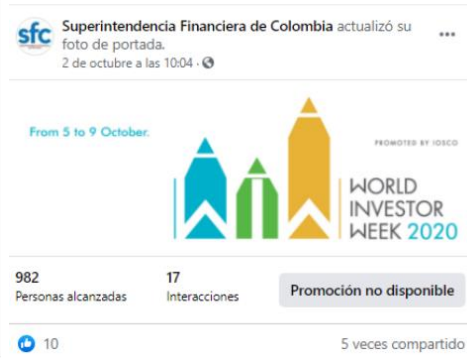 sfc
Superintendencia Financiera de Colombia actualizó su
foto de portada.
2 de octubre a las 10:04 ·
From 5 to 9 October.
PROMOTED BY IOSCO
WORLD
INVESTOR
WEEK 2020
982
Personas alcanzadas
17
Interacciones
Promoción no disponible
10
5 veces compartido